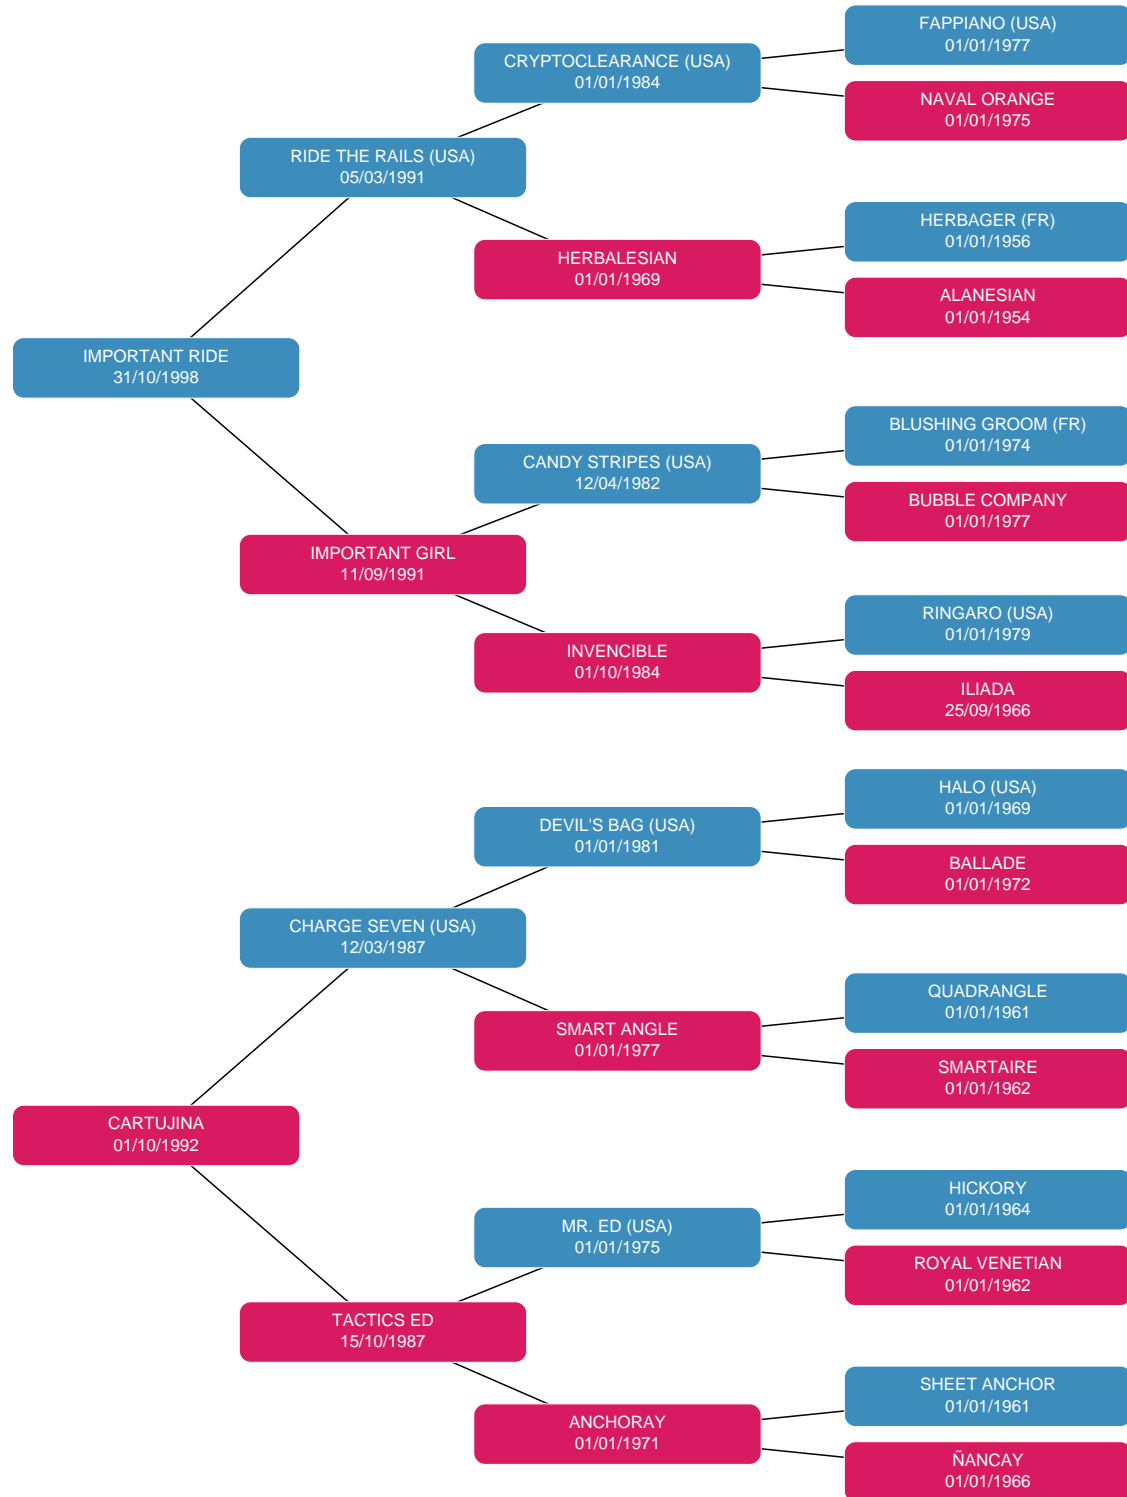 FAPPIANO (USA)
01/01/1977
CRYPTOCLEARANCE (USA)
01/01/1984
NAVAL ORANGE
01/01/1975
RIDE THE RAILS (USA)
05/03/1991
HERBAGER (FR)
01/01/1956
HERBALESIAN
01/01/1969
ALANESIAN
01/01/1954
IMPORTANT RIDE
31/10/1998
BLUSHING GROOM (FR)
01/01/1974
CANDY STRIPES (USA)
12/04/1982
BUBBLE COMPANY
01/01/1977
IMPORTANT GIRL
11/09/1991
RINGARO (USA)
01/01/1979
INVENCIBLE
01/10/1984
ILIADA
25/09/1966
HALO (USA)
01/01/1969
DEVIL'S BAG (USA)
01/01/1981
BALLADE
01/01/1972
CHARGE SEVEN (USA)
12/03/1987
QUADRANGLE
01/01/1961
SMART ANGLE
01/01/1977
SMARTAIRE
01/01/1962
CARTUJINA
01/10/1992
HICKORY
01/01/1964
MR. ED (USA)
01/01/1975
ROYAL VENETIAN
01/01/1962
TACTICS ED
15/10/1987
SHEET ANCHOR
01/01/1961
ANCHORAY
01/01/1971
ÑANCAY
01/01/1966